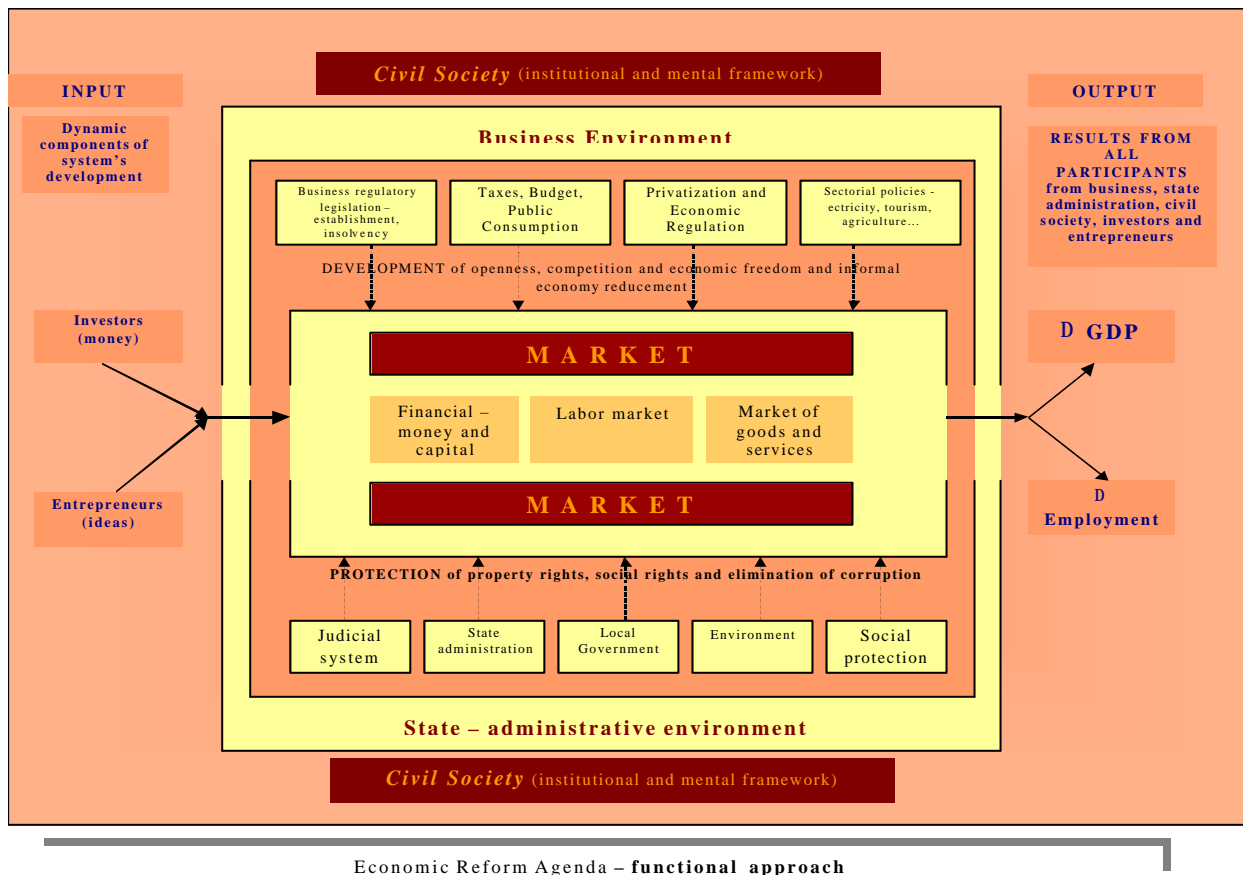 Civil Society (institutional and mental framework)
INPUT
Dynamic
components of
system's
development
Investors
(money)
Entrepreneurs
(ideas)
Business Environment
Business regulatory
legislation –
establishment,
insolvency
Taxes, Budget,
Public
Consumption
Privatization and
Economic
Regulation
Sectorial policies -
ectricity, tourism,
agriculture...
DEVELOPMENT of openness, competition and economic freedom and informal
economy reducement
MARKET
Financial –
money and
capital
Labor market
Market of
goods and
services
MARKET
PROTECTION of property rights, social rights and elimination of corruption
Judicial
system
State
administration
Local
Government
Environment
Social
protection
State – administrative environment
Civil Society (institutional and mental framework)
OUTPUT
RESULTS FROM
ALL
PARTICIPANTS
from business, state
administration, civil
society, investors and
entrepreneurs
D GDP
D
Employment
Economic Reform Agenda – functional approach